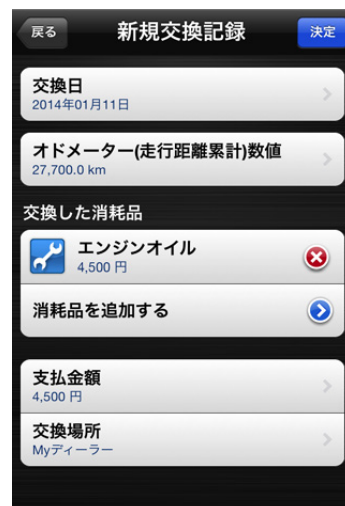 戻る
新規交換記録
決定
交換日
2014年01月11日
オドメーター(走行距離累計)数値
27,700.0 km
交換した消耗品
エンジンオイル
4,500 円
消耗品を追加する
支払金額
4,500 円
交換場所
Myディーラー